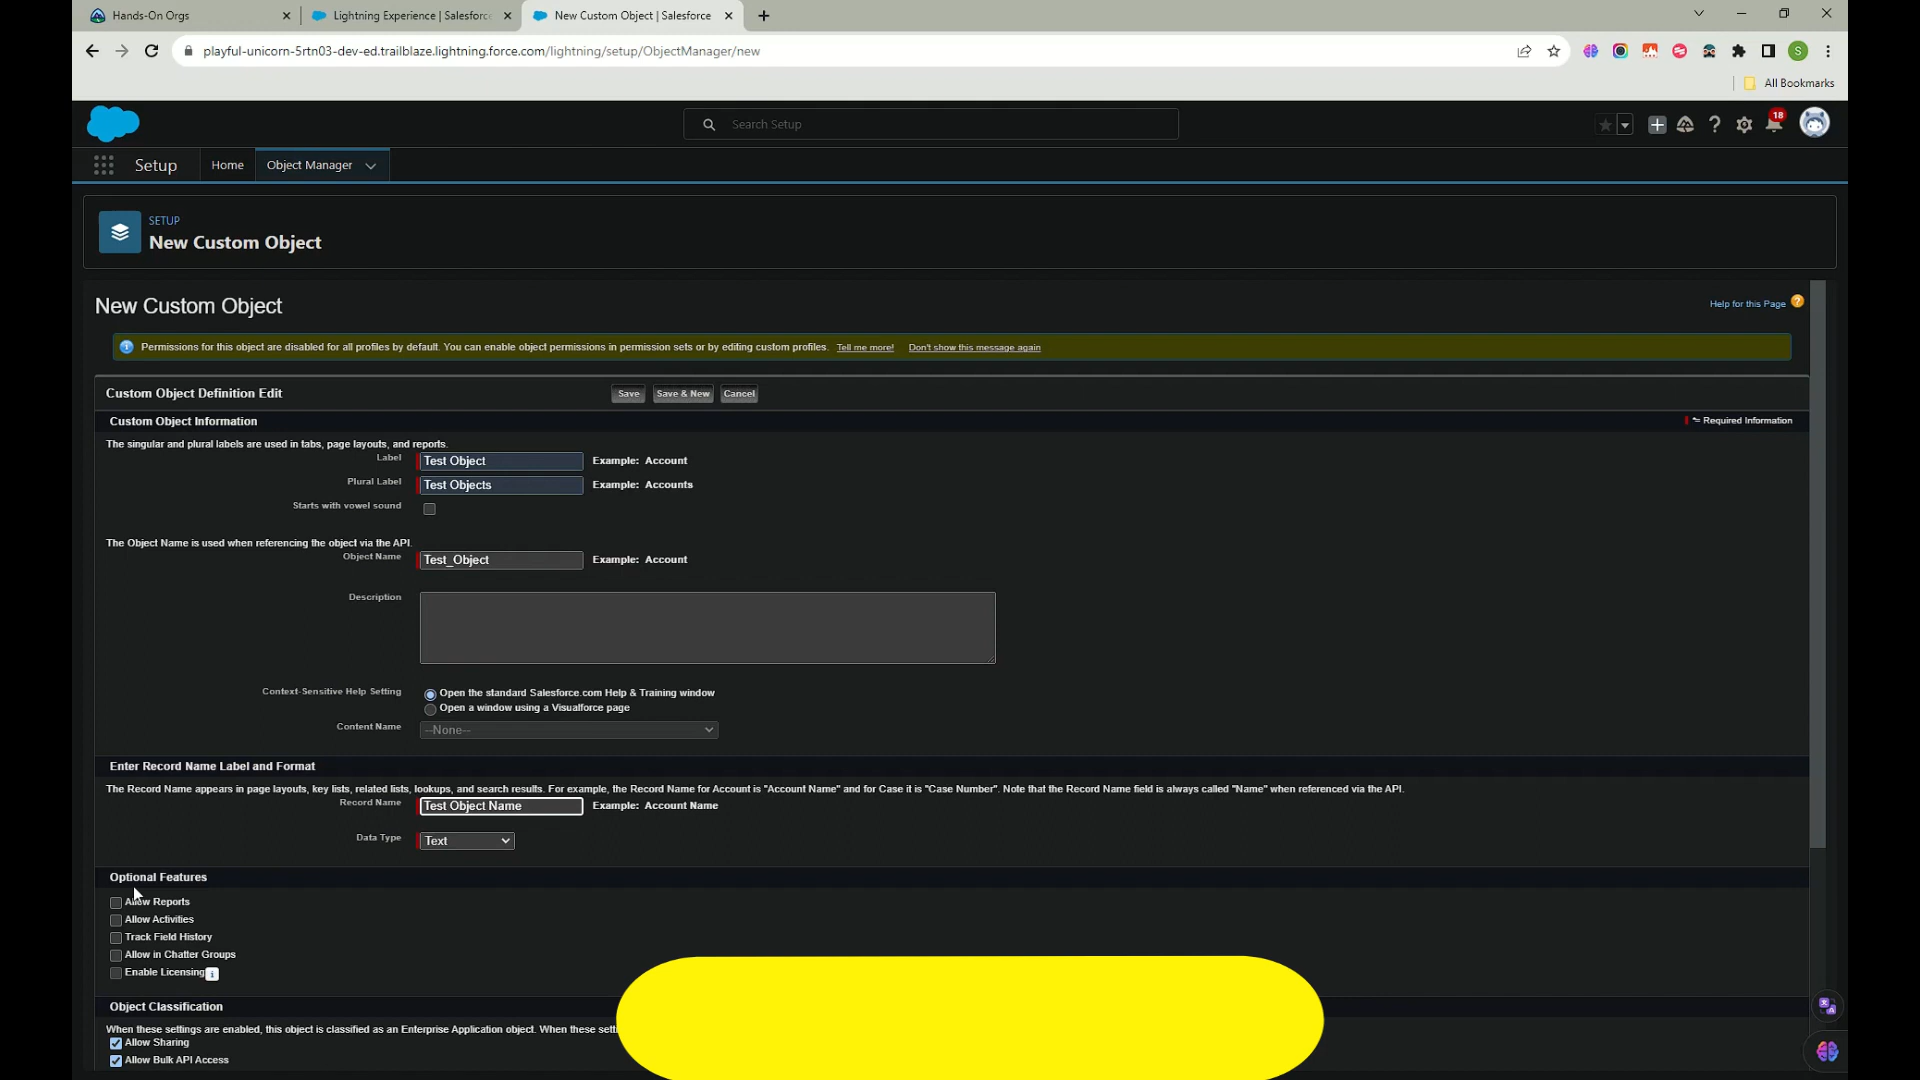 Hands-On Orgs
Lightning Experience | Salesforce
New Custom Object | Salesforce
playful-unicorn-5rtn03-dev-ed.trailblaze.lightning.force.com/lightning/setup/ObjectManager/new
S
All Bookmarks
Search Setup
18
Setup
Home
Object Manager
SETUP
New Custom Object
New Custom Object
Help for this Page
Permissions for this object are disabled for all profiles by default. You can enable object permissions in permission sets or by editing custom profiles. Tell me more! Don't show this message again
Custom Object Definition Edit
Save
Save & New
Cancel
Custom Object Information
= Required Information
The singular and plural labels are used in tabs, page layouts, and reports.
Label
Test Object
Example: Account
Plural Label
Test Objects
Example: Accounts
Starts with vowel sound
The Object Name is used when referencing the object via the API.
Object Name
Test_Object
Example: Account
Description
Context-Sensitive Help Setting
Open the standard Salesforce.com Help & Training window
Open a window using a Visualforce page
Content Name
--None--
Enter Record Name Label and Format
The Record Name appears in page layouts, key lists, related lists, lookups, and search results. For example, the Record Name for Account is "Account Name" and for Case it is "Case Number". Note that the Record Name field is always called "Name" when referenced via the API.
Record Name
Test Object Name
Example: Account Name
Data Type
Text
Optional Features
Allow Reports
Allow Activities
Track Field History
Allow in Chatter Groups
Enable Licensing
Object Classification
When these settings are enabled, this object is classified as an Enterprise Application object. When these
Allow Sharing
Allow Bulk API Access